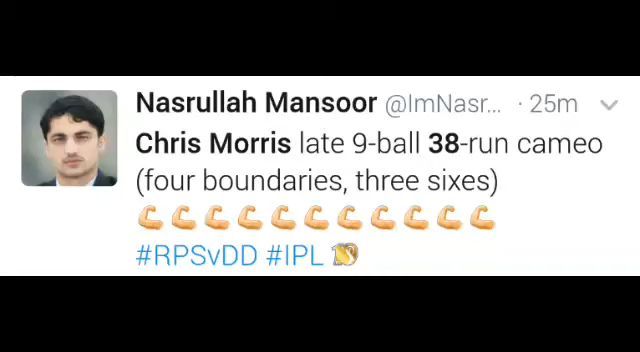 Nasrullah Mansoor @ImNasr... · 25m
Chris Morris late 9-ball 38-run cameo
(four boundaries, three sixes)
💪💪💪💪💪💪💪💪💪💪💪
#RPSvDD #IPL